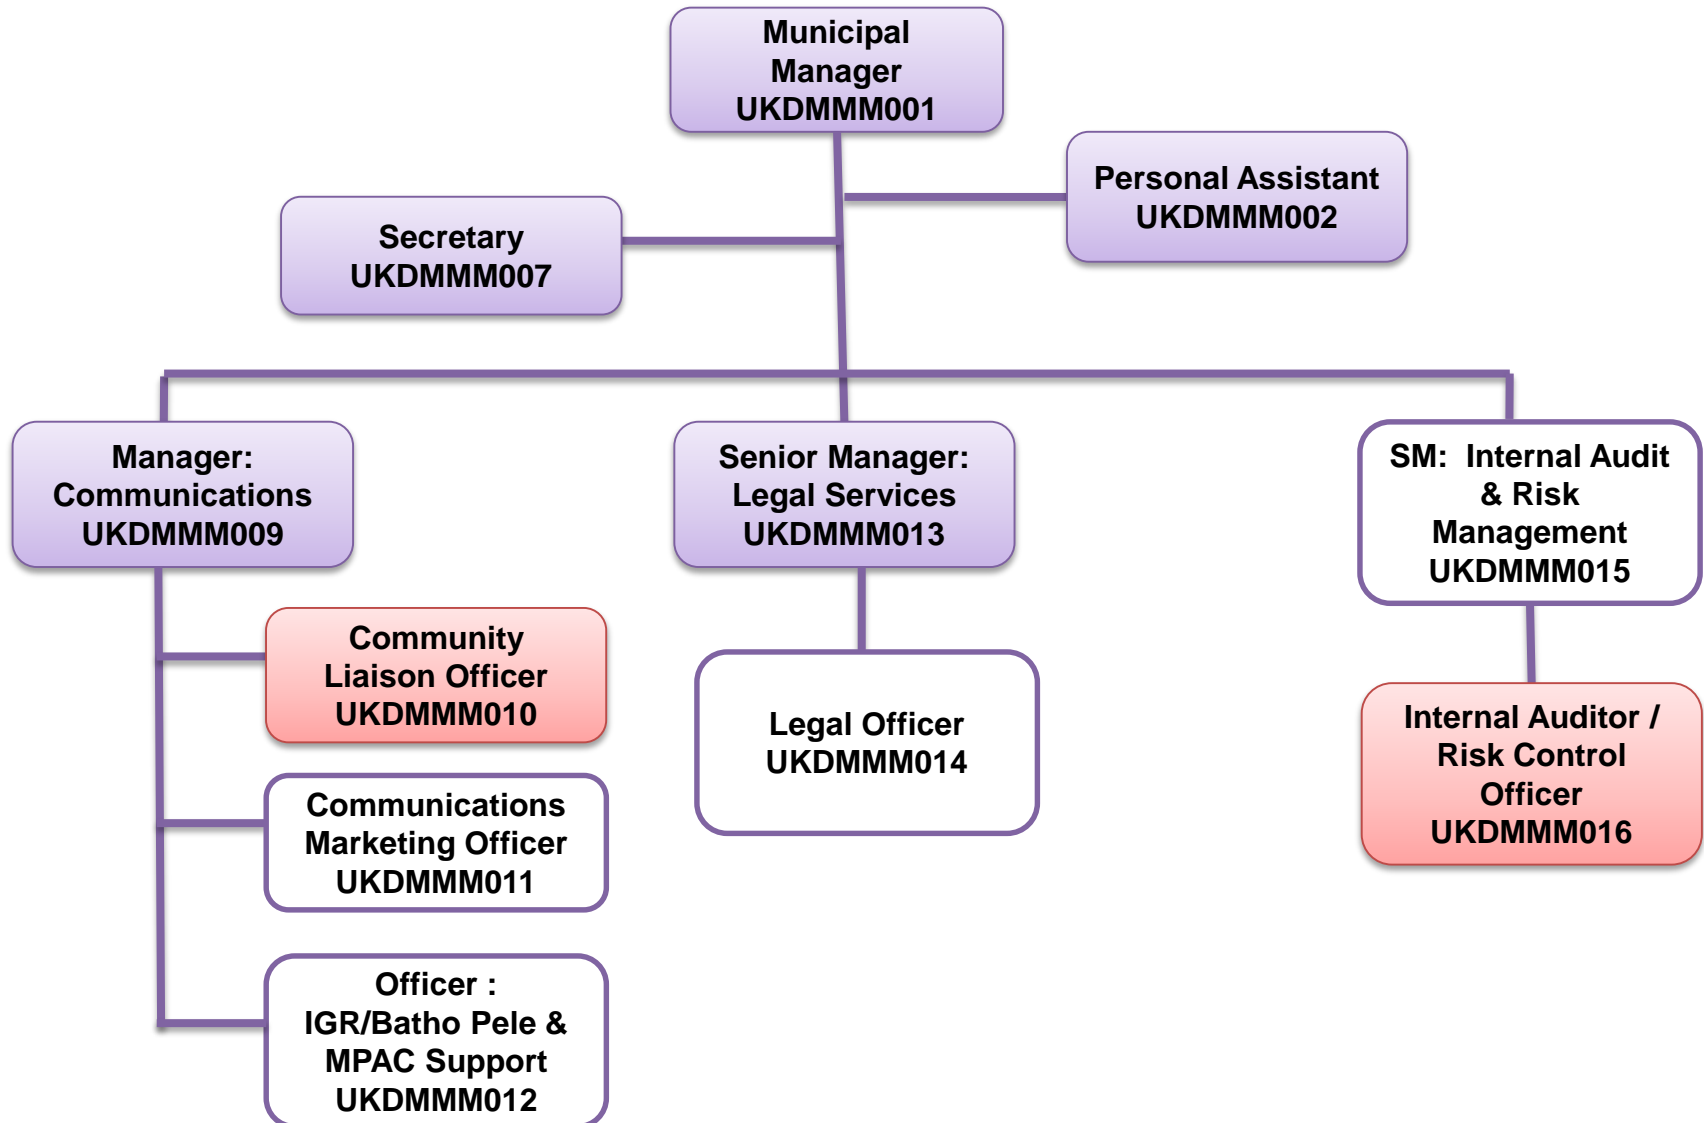 Municipal
Manager
UKDMMM001
Personal Assistant
UKDMMM002
Secretary
UKDMMM007
Manager:
Communications
UKDMMM009
Senior Manager:
Legal Services
UKDMMM013
SM:  Internal Audit
& Risk
Management
UKDMMM015
Community
Liaison Officer
UKDMMM010
Legal Officer
UKDMMM014
Internal Auditor /
Risk Control
Officer
UKDMMM016
Communications
Marketing Officer
UKDMMM011
Officer :
IGR/Batho Pele &
MPAC Support
UKDMMM012